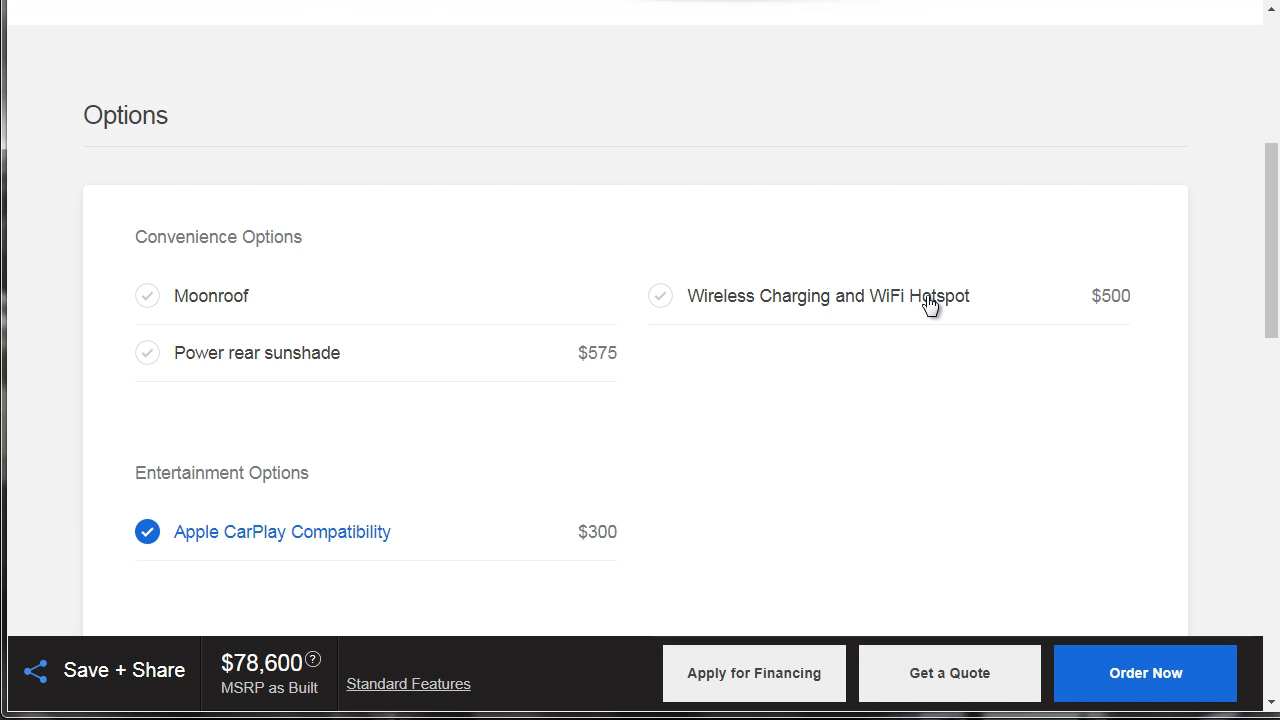 Options
Convenience Options
Moonroof
Wireless Charging and WiFi Hotspot $500
Power rear sunshade $575
Entertainment Options
Apple CarPlay Compatibility $300
Save + Share
$78,600 ?
MSRP as Built
Standard Features
Apply for Financing
Get a Quote
Order Now